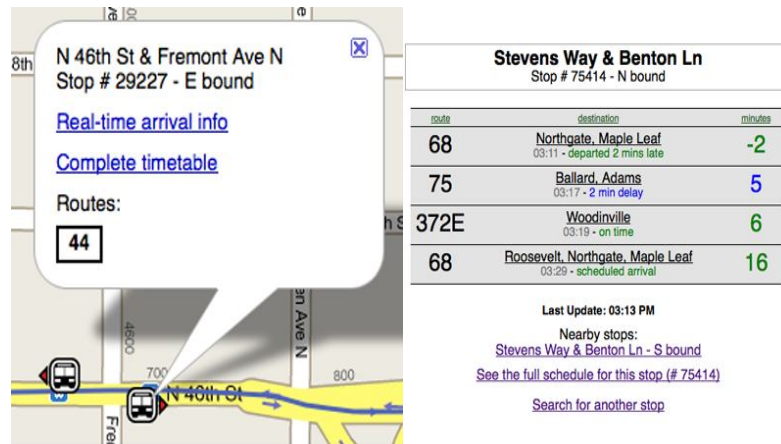 8th
N 46th St & Fremont Ave N
Stop # 29227 - E bound
Real-time arrival info
Complete timetable
Routes:
44
4600
700
N 46th St
800
en Ave N
Fre
Stevens Way & Benton Ln
Stop # 75414 - N bound
route destination minutes
68 Northgate, Maple Leaf -2
03:11 - departed 2 mins late
75 Ballard, Adams 5
03:17 - 2 min delay
372E Woodinville 6
03:19 - on time
68 Roosevelt, Northgate, Maple Leaf 16
03:29 - scheduled arrival
Last Update: 03:13 PM
Nearby stops:
Stevens Way & Benton Ln - S bound
See the full schedule for this stop (# 75414)
Search for another stop